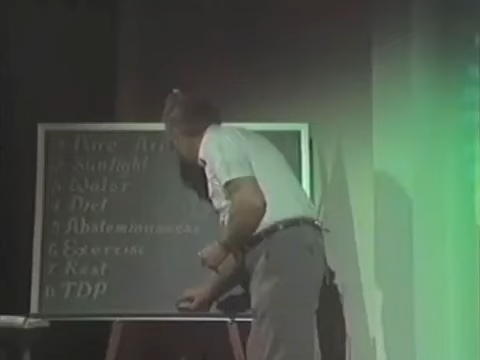 1 Pure Air
2 Sunlight
3 Water
4 Diet
5 Abstemiousness
6 Exercise
7. Rest
8 TDP